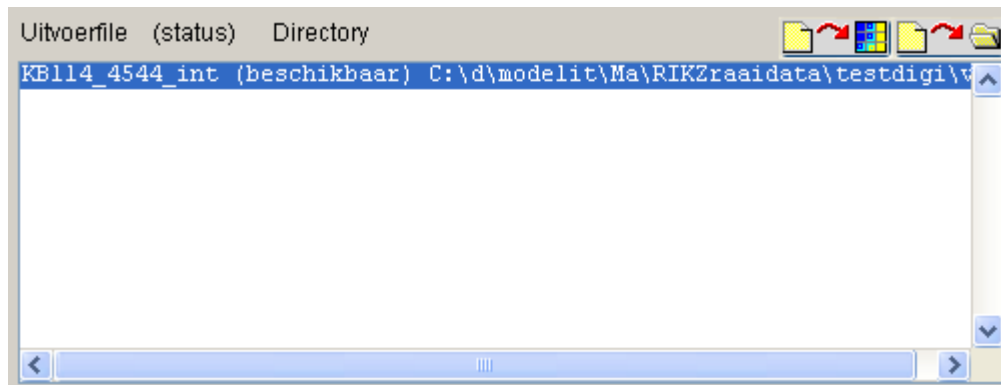 Uitvoerfile (status) Directory
KB114_4544_int (beschikbaar) C:\d\modelit\Ma\RIKZraaidata\testdigi\